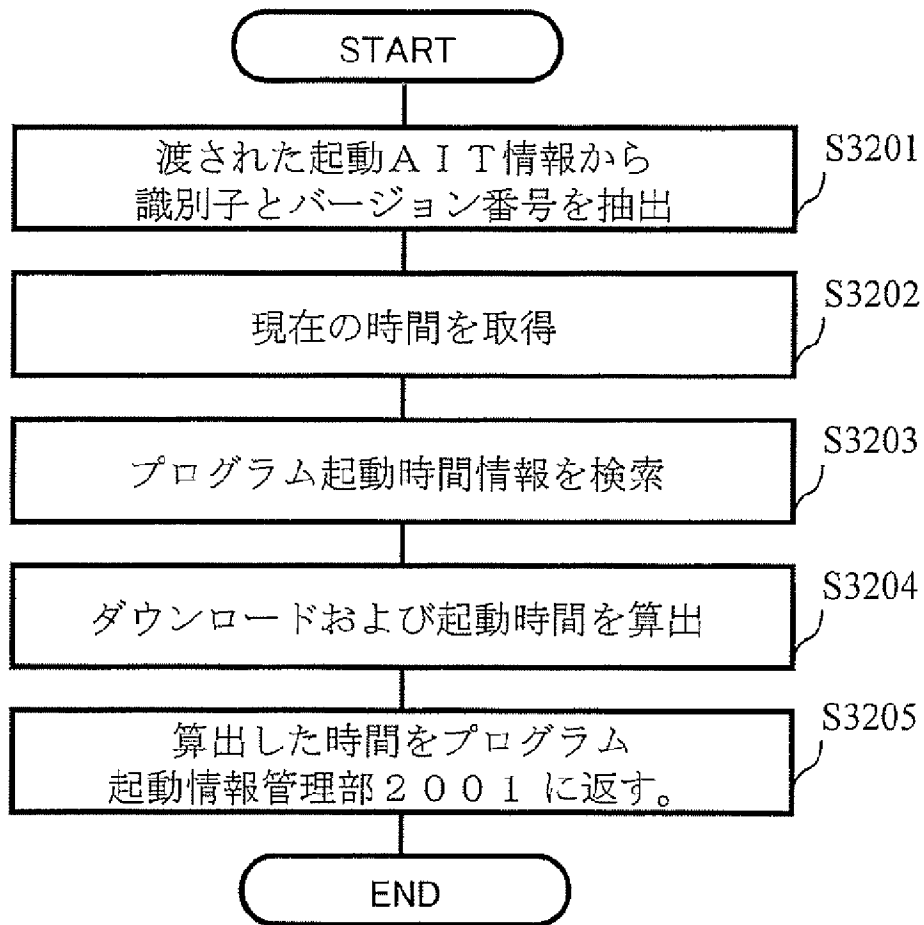 START
渡された起動ＡＩＴ情報から
識別子とバージョン番号を抽出
S3201
現在の時間を取得
S3202
プログラム起動時間情報を検索
S3203
ダウンロードおよび起動時間を算出
S3204
算出した時間をプログラム
起動情報管理部２００１に返す。
S3205
END